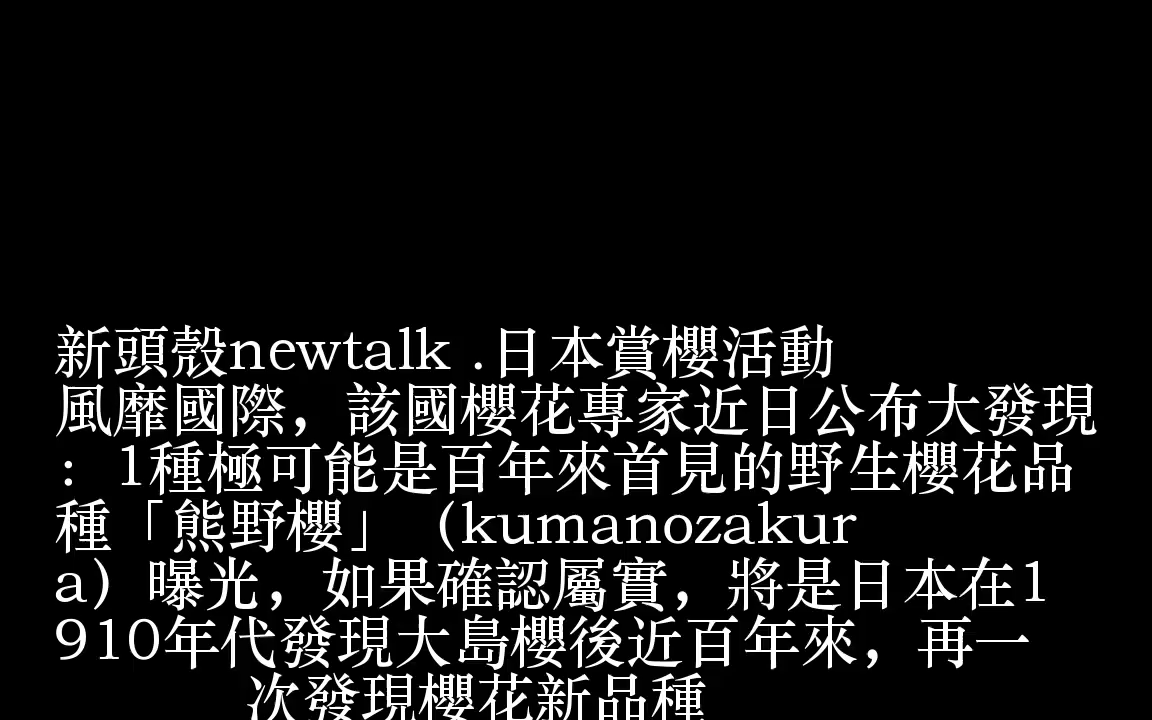 新頭殼newtalk .日本賞櫻活動
風靡國際，該國櫻花專家近日公布大發現
：1種極可能是百年來首見的野生櫻花品
種「熊野櫻」（kumanozakur
a）曝光，如果確認屬實，將是日本在1
910年代發現大島櫻後近百年來，再一
次發現櫻花新品種